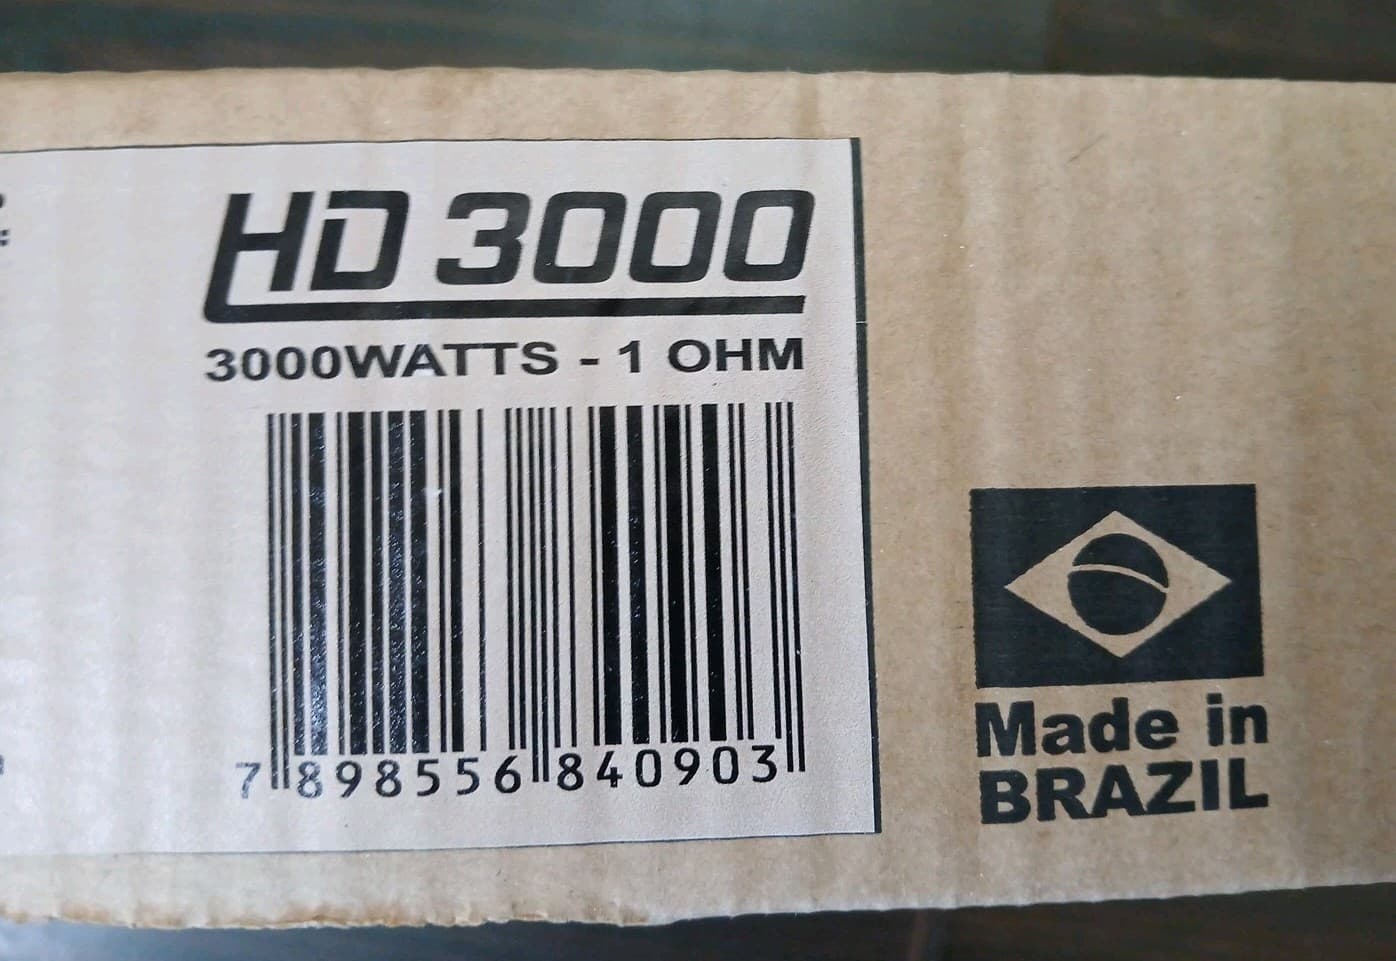 HD 3000
3000WATTS - 1 OHM
7 898556 840903
Made in
BRAZIL